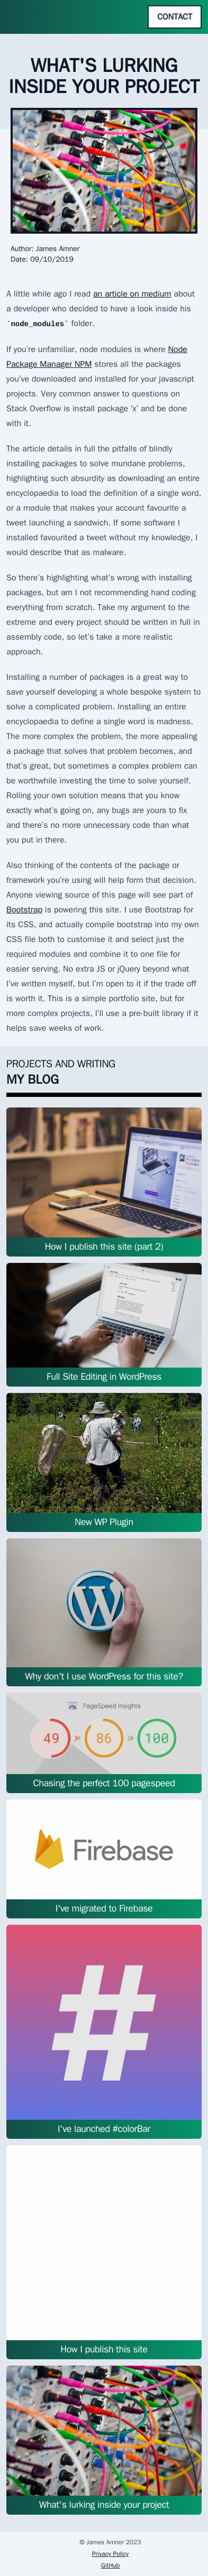 CONTACT
WHAT'S LURKING
INSIDE YOUR PROJECT
Author: James Amner
Date: 09/10/2019
A little while ago I read an article on medium about
a developer who decided to have a look inside his
`node_modules` folder.
If you're unfamiliar, node modules is where Node
Package Manager NPM stores all the packages
you've downloaded and installed for your javascript
projects. Very common answer to questions on
Stack Overflow is install package 'x' and be done
with it.
The article details in full the pitfalls of blindly
installing packages to solve mundane problems,
highlighting such absurdity as downloading an entire
encyclopaedia to load the definition of a single word,
or a module that makes your account favourite a
tweet launching a sandwich. If some software I
installed favourited a tweet without my knowledge, I
would describe that as malware.
So there's highlighting what's wrong with installing
packages, but am I not recommending hand coding
everything from scratch. Take my argument to the
extreme and every project should be written in full in
assembly code, so let's take a more realistic
approach.
Installing a number of packages is a great way to
save yourself developing a whole bespoke system to
solve a complicated problem. Installing an entire
encyclopaedia to define a single word is madness.
The more complex the problem, the more appealing
a package that solves that problem becomes, and
that's great, but sometimes a complex problem can
be worthwhile investing the time to solve yourself.
Rolling your own solution means that you know
exactly what's going on, any bugs are yours to fix
and there's no more unnecessary code than what
you put in there.
Also thinking of the contents of the package or
framework you're using will help form that decision.
Anyone viewing source of this page will see part of
Bootstrap is powering this site. I use Bootstrap for
its CSS, and actually compile bootstrap into my own
CSS file both to customise it and select just the
required modules and combine it to one file for
easier serving. No extra JS or jQuery beyond what
I've written myself, but I'm open to it if the trade off
is worth it. This is a simple portfolio site, but for
more complex projects, I'll use a pre-built library if it
helps save weeks of work.
PROJECTS AND WRITING
MY BLOG
How I publish this site (part 2)
Full Site Editing in WordPress
New WP Plugin
Why don't I use WordPress for this site?
PageSpeed Insights
49 » 86 » 100
Chasing the perfect 100 pagespeed
Firebase
I've migrated to Firebase
#
I've launched #colorBar
How I publish this site
What's lurking inside your project
© James Amner 2023
Privacy Policy
GitHub